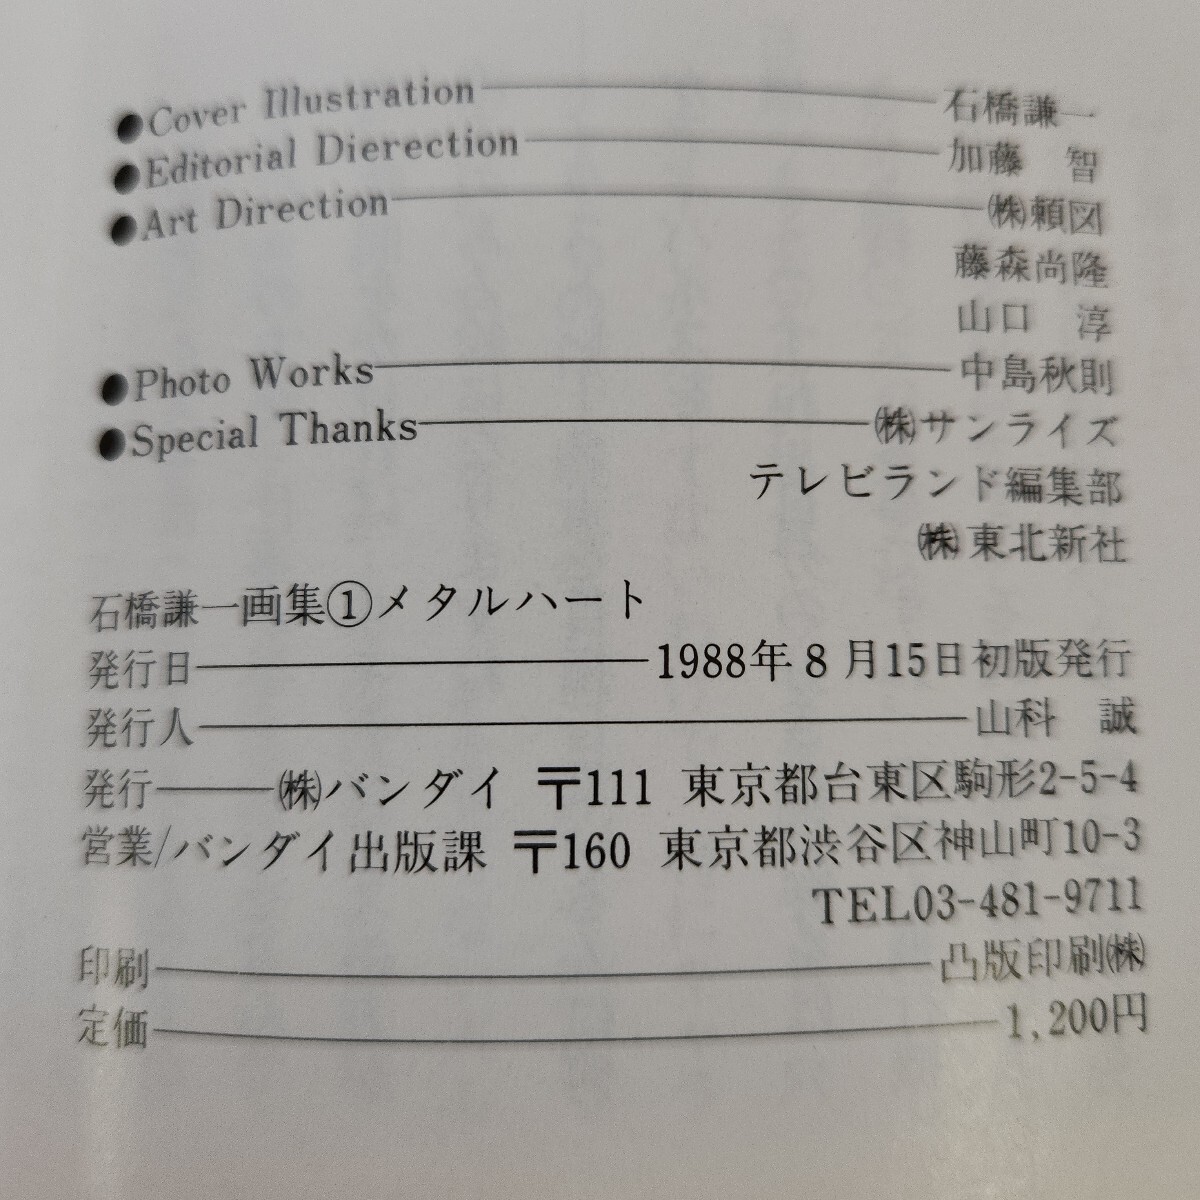 ●Cover Illustration──石橋謙一
●Editorial Dierection──加藤　智
●Art Direction──㈱頼図
藤森尚隆
山口　淳
●Photo Works──中島秋則
●Special Thanks──㈱サンライズ
テレビランド編集部
㈱東北新社
石橋謙一画集①メタルハート
発行日──1988年8月15日初版発行
発行人──山科　誠
発行──㈱バンダイ 〒111 東京都台東区駒形2-5-4
営業/バンダイ出版課 〒160 東京都渋谷区神山町10-3
TEL03-481-9711
印刷──凸版印刷㈱
定価──1,200円